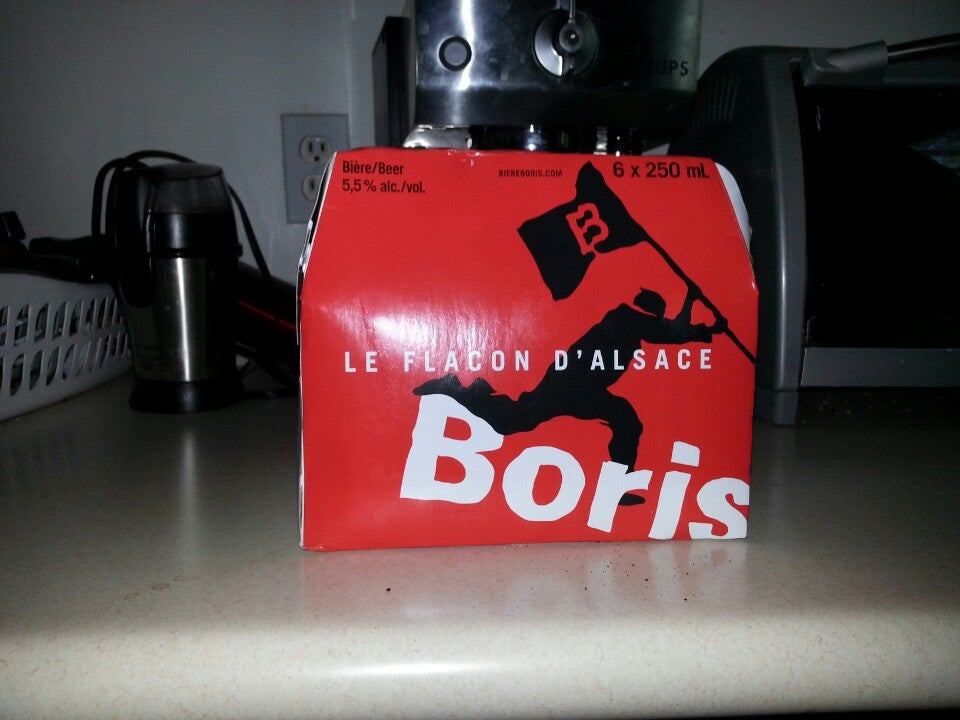 Bière/Beer
5,5 % alc./vol.
BIEREBORIS.COM
6 x 250 mL
B
LE FLACON D'ALSACE
Boris